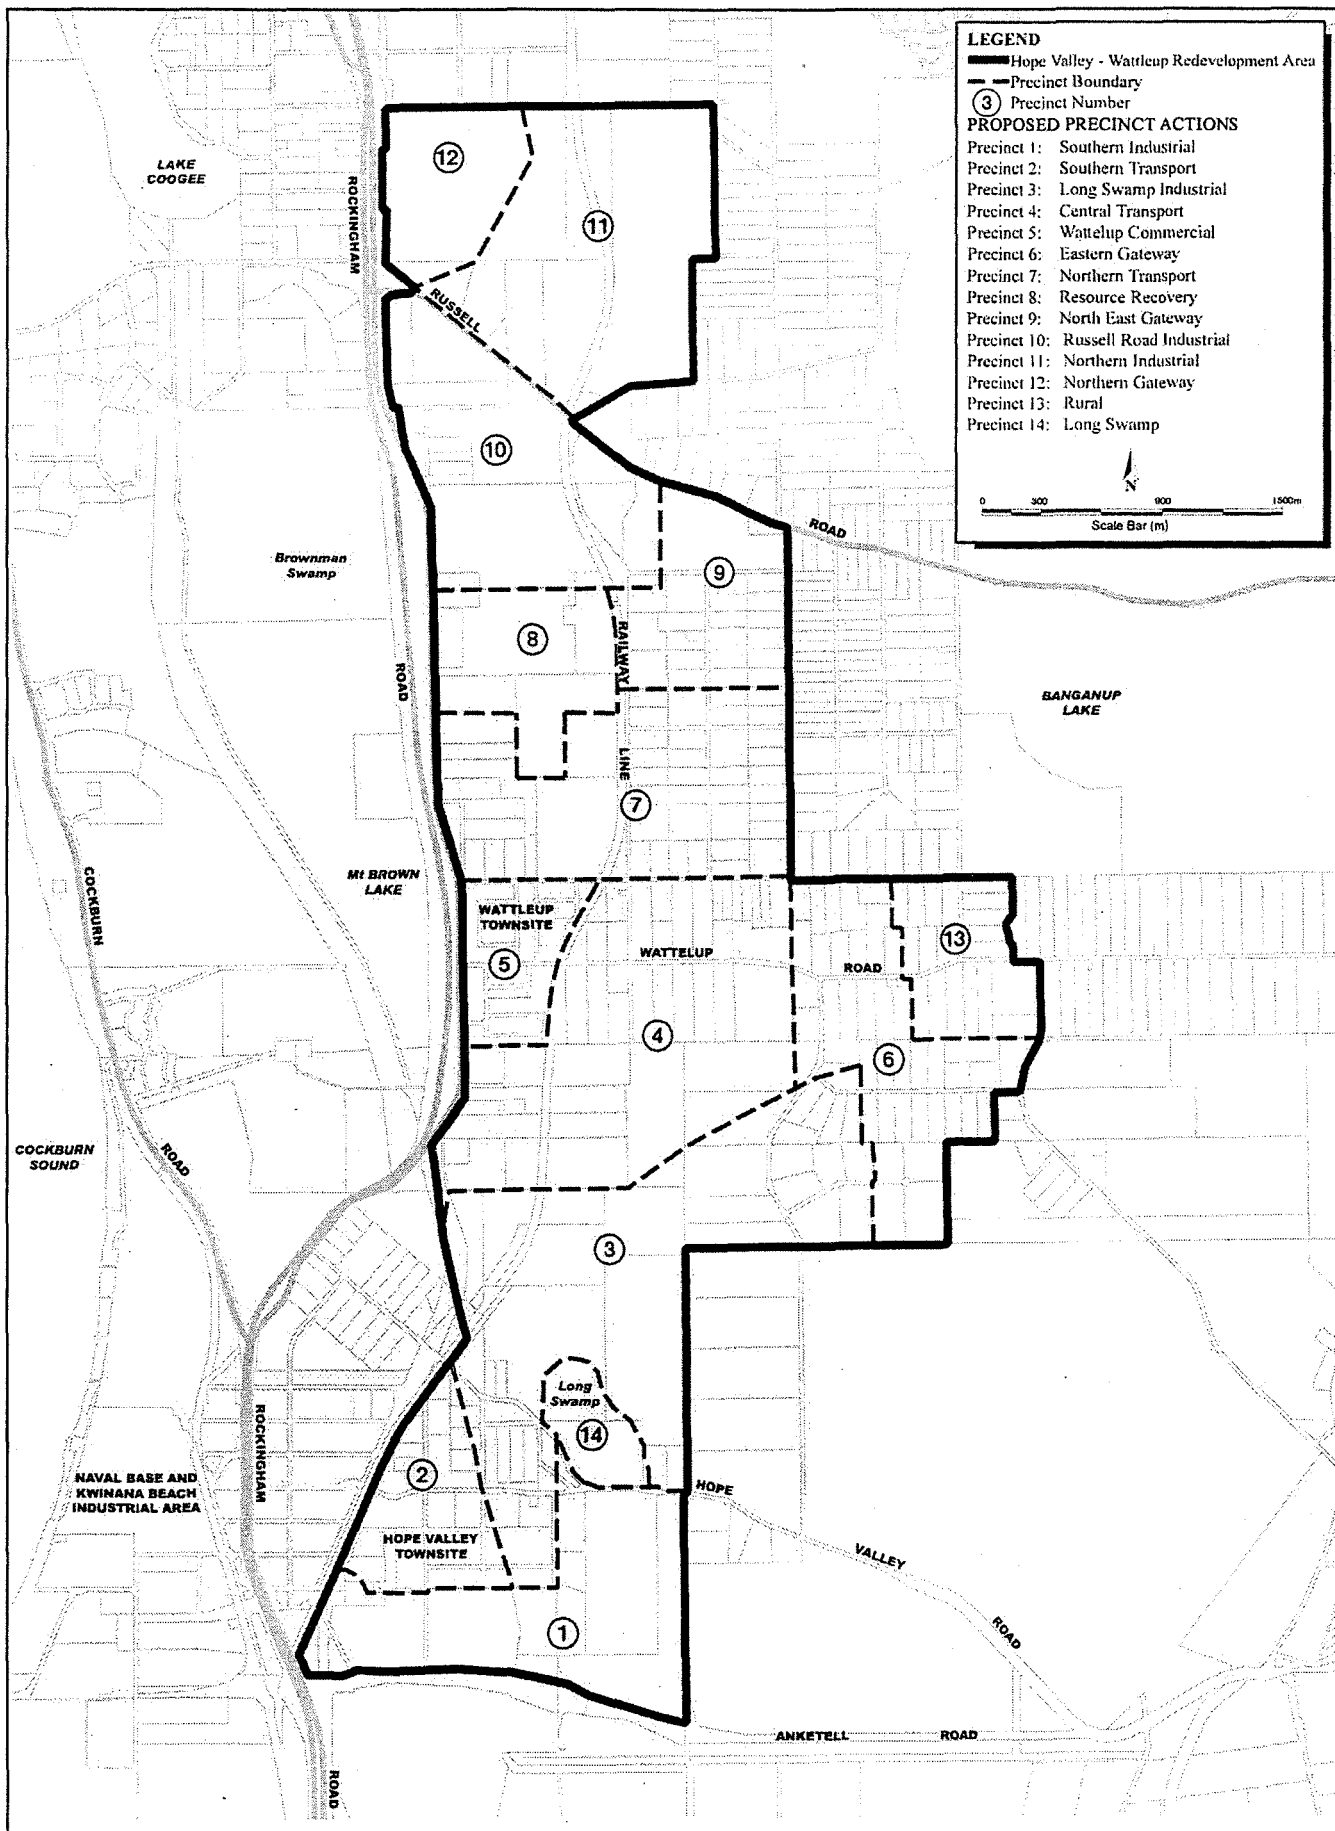 LEGEND
Hope Valley - Wattleup Redevelopment Area
Precinct Boundary
3 Precinct Number
PROPOSED PRECINCT ACTIONS
Precinct 1: Southern Industrial
Precinct 2: Southern Transport
Precinct 3: Long Swamp Industrial
Precinct 4: Central Transport
Precinct 5: Wattelup Commercial
Precinct 6: Eastern Gateway
Precinct 7: Northern Transport
Precinct 8: Resource Recovery
Precinct 9: North East Gateway
Precinct 10: Russell Road Industrial
Precinct 11: Northern Industrial
Precinct 12: Northern Gateway
Precinct 13: Rural
Precinct 14: Long Swamp
N
0 300 900 1500m
Scale Bar (m)
LAKE
COOGEE
ROCKINGHAM
12
11
RUSSELL
10
ROAD
Brownman
Swamp
9
8
RAILWAY
ROAD
BANGANUP
LAKE
LINE
7
Mt BROWN
LAKE
COCKBURN
WATTLEUP
TOWNSITE
5
WATTELUP
ROAD
13
4
6
COCKBURN
SOUND
ROAD
3
Long
Swamp
14
ROCKINGHAM
2
NAVAL BASE AND
KWINANA BEACH
INDUSTRIAL AREA
HOPE
HOPE VALLEY
TOWNSITE
VALLEY
1
ROAD
ANKETELL ROAD
ROAD